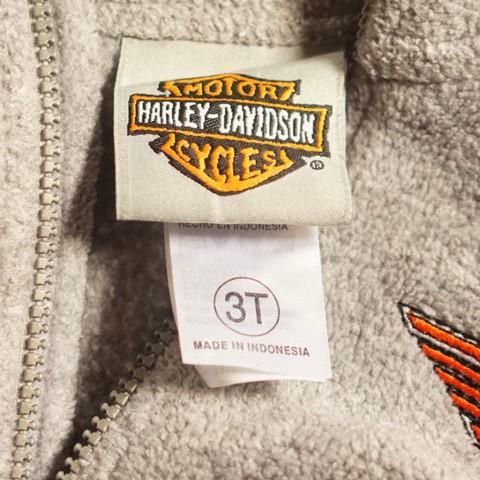 MOTOR
HARLEY-DAVIDSON
CYCLES
HECHO EN INDONESIA
3T
MADE IN INDONESIA